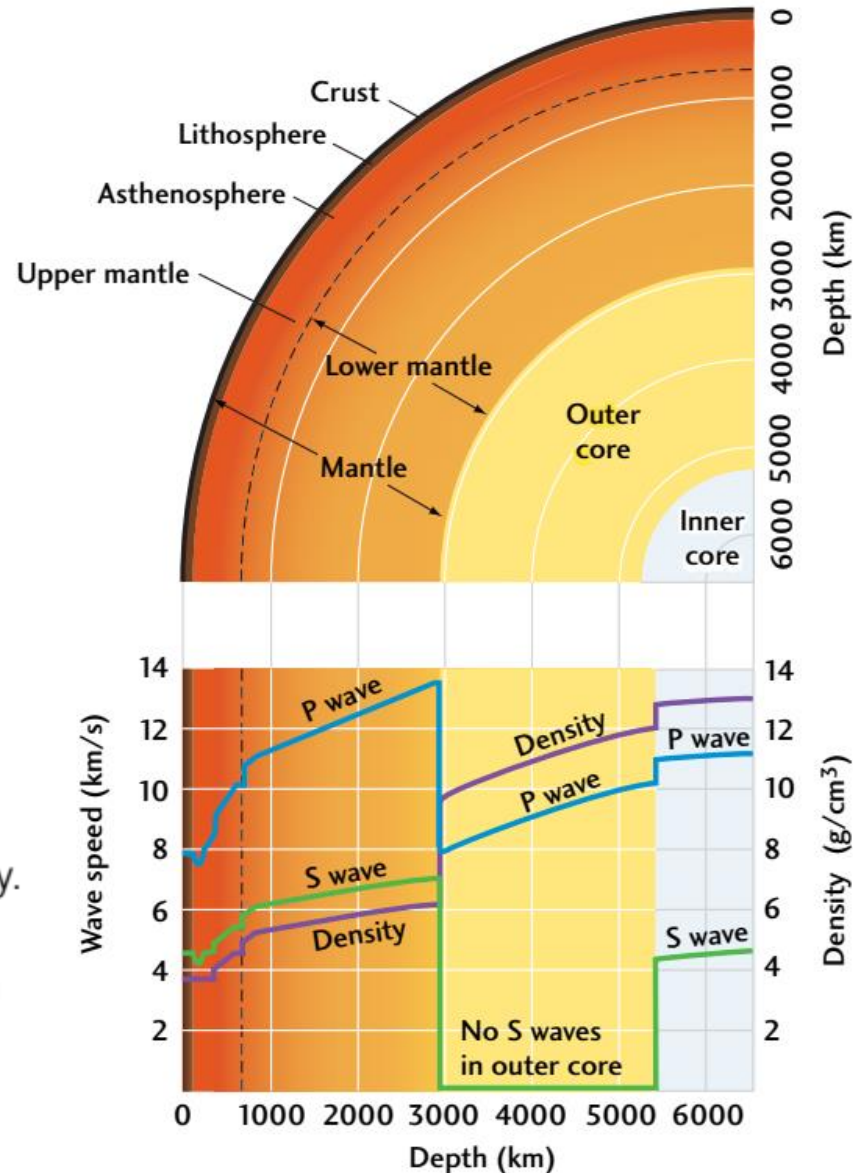 Crust
Lithosphere
Asthenosphere
Upper mantle
Lower mantle
Mantle
Outer
core
Inner
core
0
1000
2000
3000
4000
5000
6000
Depth (km)
14
12
10
8
6
4
2
Wave speed (km/s)
P wave
S wave
Density
Density
P wave
No S waves
in outer core
P wave
S wave
14
12
10
8
6
4
2
Density (g/cm³)
0 1000 2000 3000 4000 5000 6000
Depth (km)
y.